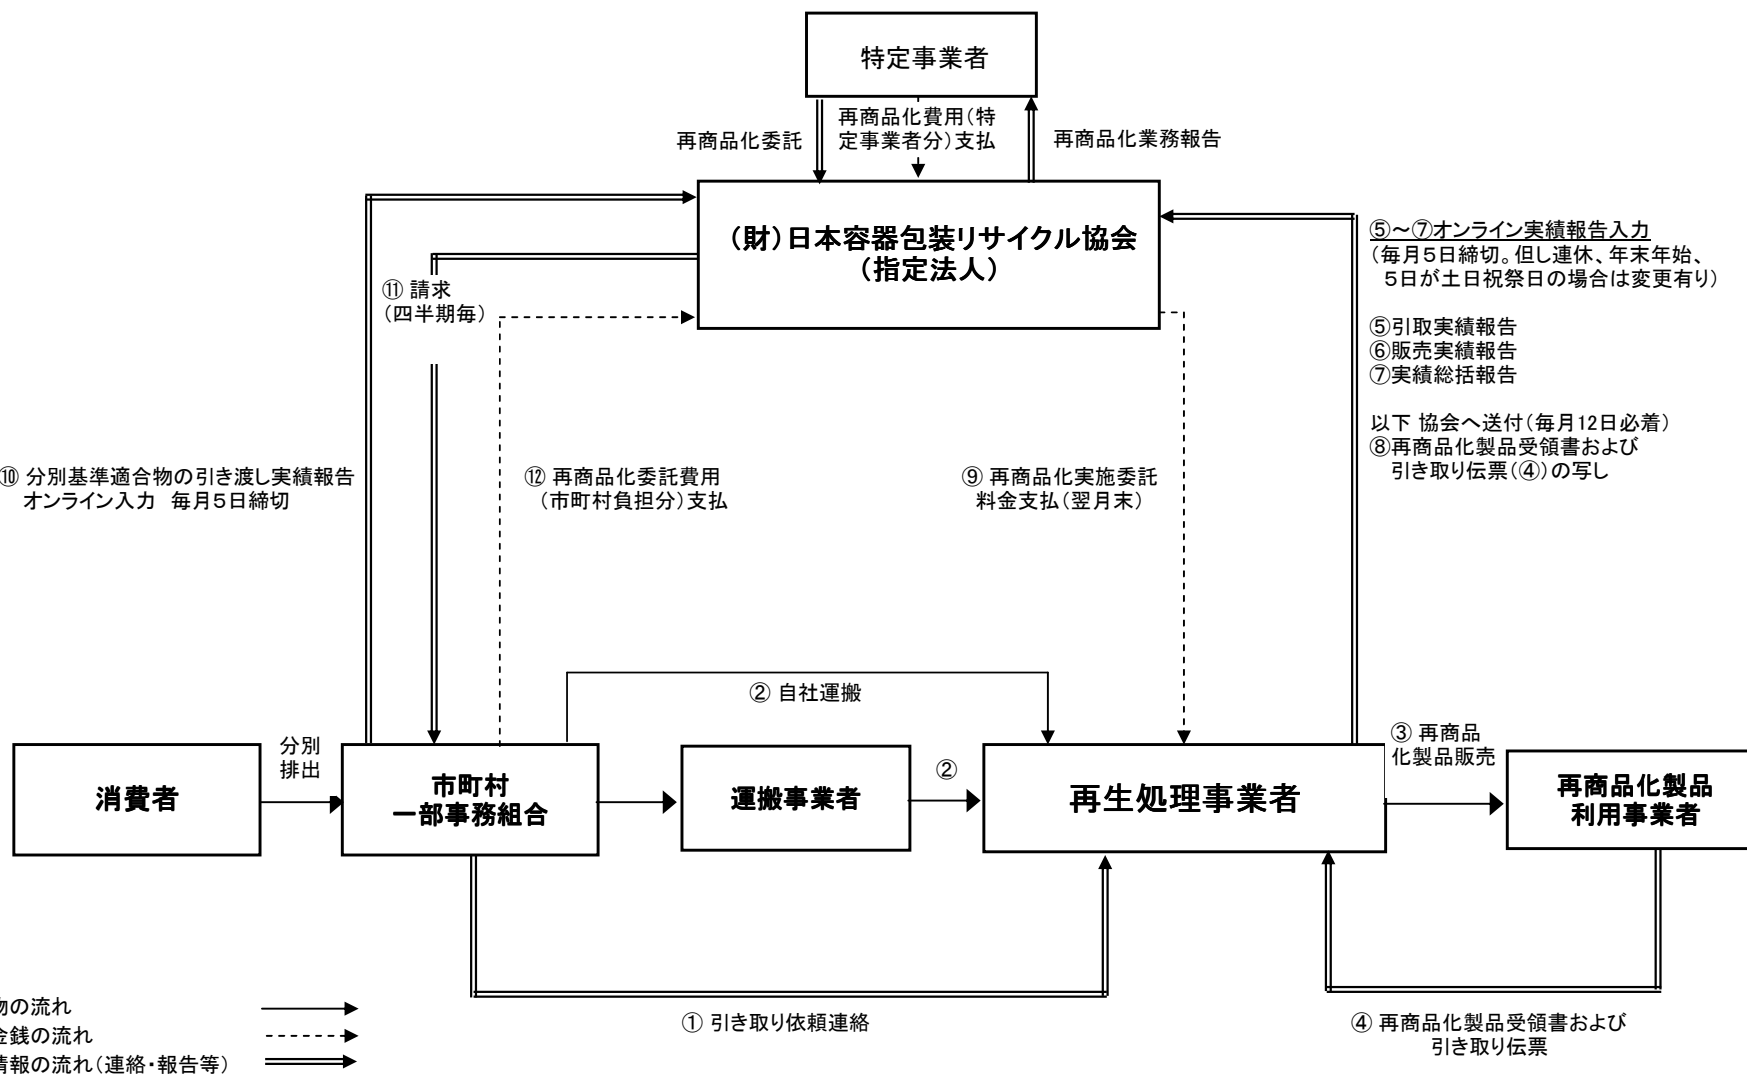 特定事業者
再商品化委託
再商品化費用(特
定事業者分)支払
再商品化業務報告
(財)日本容器包装リサイクル協会
(指定法人)
⑤~⑦オンライン実績報告入力
(毎月5日締切。但し連休、年末年始、
5日が土日祝祭日の場合は変更有り)
⑤引取実績報告
⑥販売実績報告
⑦実績総括報告
以下 協会へ送付(毎月12日必着)
⑧再商品化製品受領書および
引き取り伝票(④)の写し
⑪ 請求
(四半期毎)
⑩ 分別基準適合物の引き渡し実績報告
オンライン入力 毎月5日締切
⑫ 再商品化委託費用
(市町村負担分)支払
⑨ 再商品化実施委託
料金支払(翌月末)
② 自社運搬
消費者
分別
排出
市町村
一部事務組合
運搬事業者
②
再生処理事業者
③ 再商品
化製品販売
再商品化製品
利用事業者
① 引き取り依頼連絡
④ 再商品化製品受領書および
引き取り伝票
物の流れ
金銭の流れ
情報の流れ(連絡・報告等)